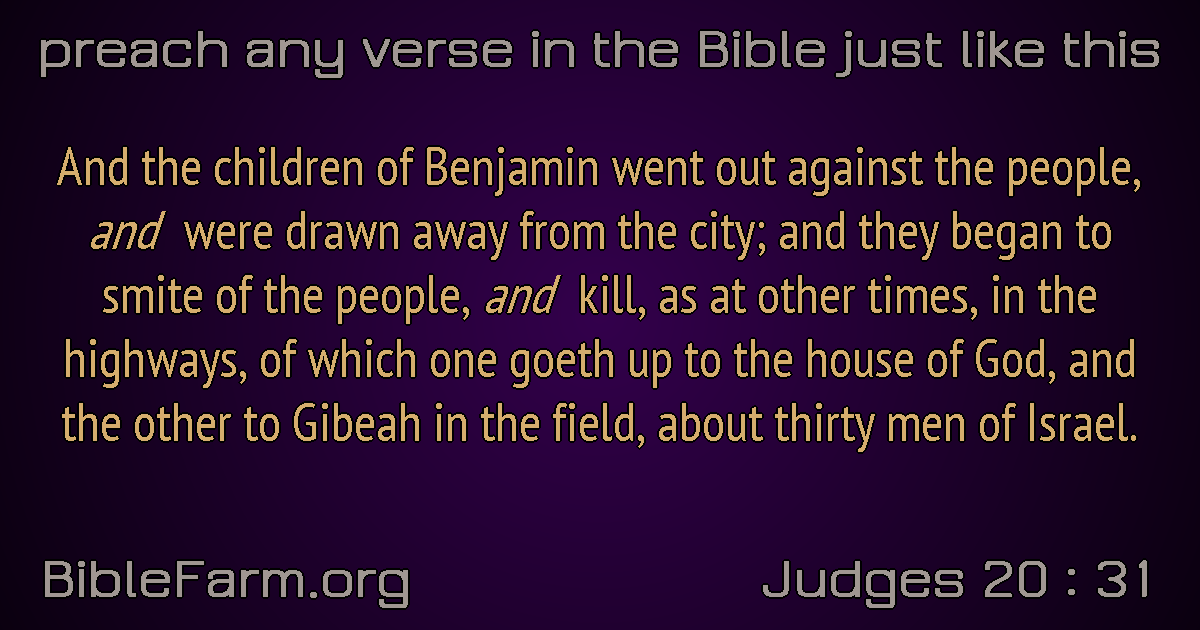 preach any verse in the Bible just like this
And the children of Benjamin went out against the people,
and were drawn away from the city; and they began to
smite of the people, and kill, as at other times, in the
highways, of which one goeth up to the house of God, and
the other to Gibeah in the field, about thirty men of Israel.
BibleFarm.org
Judges 20 : 31